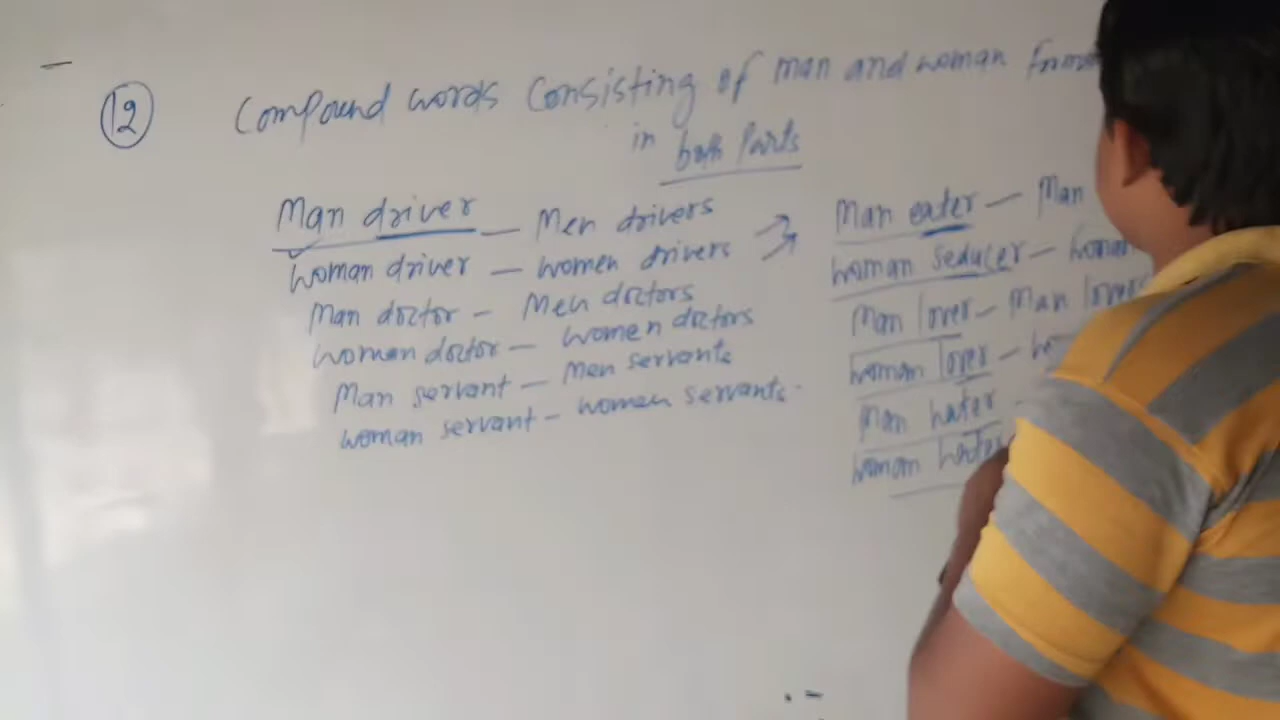 12 Compound words Consisting of man and woman
in both Parts
Man driver — Men drivers
woman driver — women drivers
Man doctor — Men doctors
women doctor — women doctors
Man servant — Men servants
woman servant — women servants.
Man eater — Man
woman seducer —
Man lover — Man lovers
woman lover —
Man hater —
woman hater